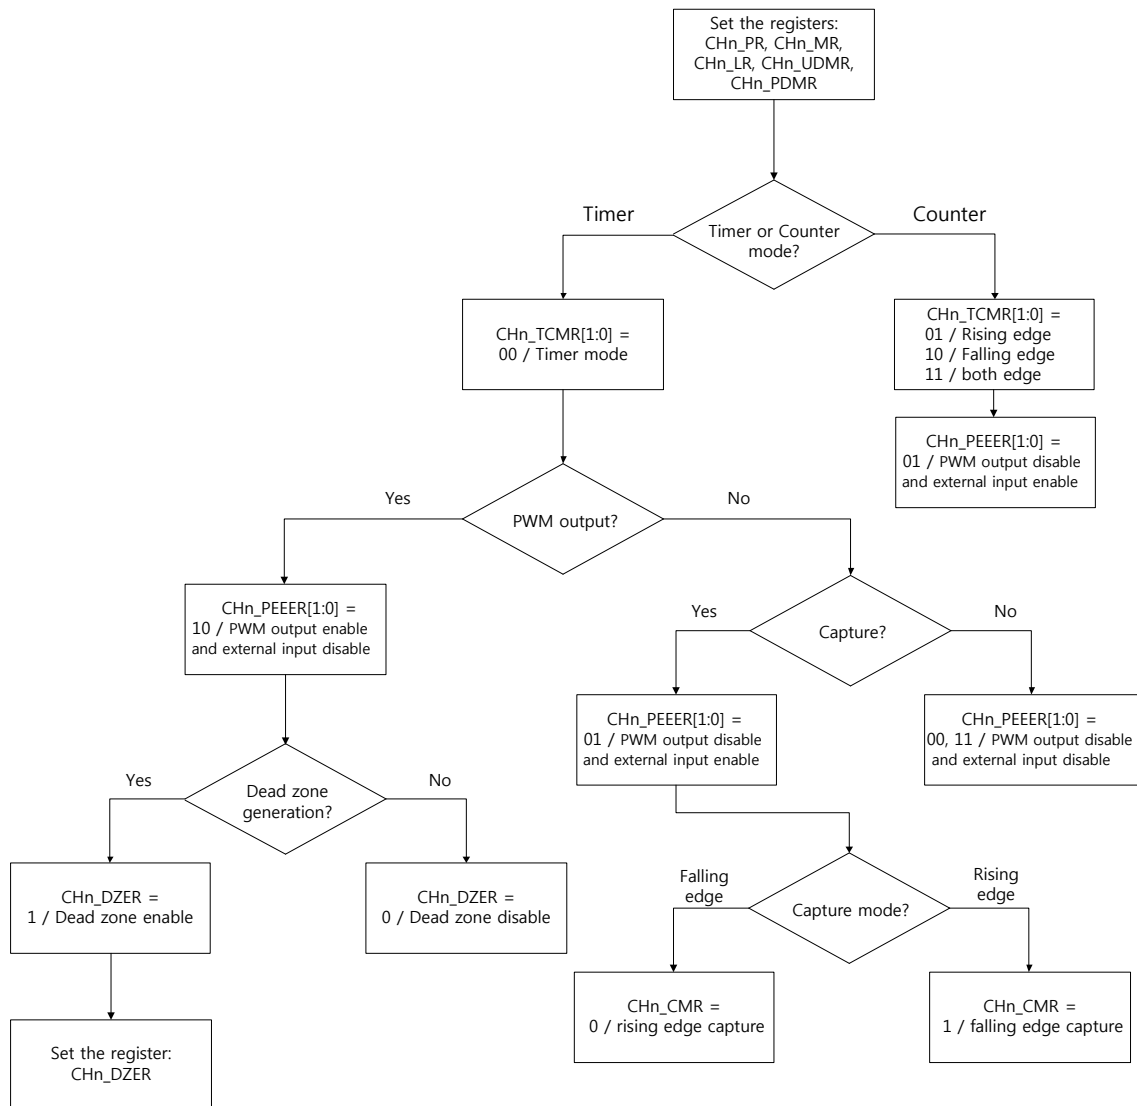 Set the registers:
CHn_PR, CHn_MR,
CHn_LR, CHn_UDMR,
CHn_PDMR
Timer
Counter
Timer or Counter
mode?
CHn_TCMR[1:0] =
00 / Timer mode
CHn_TCMR[1:0] =
01 / Rising edge
10 / Falling edge
11 / both edge
CHn_PEEER[1:0] =
01 / PWM output disable
and external input enable
Yes
PWM output?
No
CHn_PEEER[1:0] =
10 / PWM output enable
and external input disable
Yes
Capture?
No
CHn_PEEER[1:0] =
01 / PWM output disable
and external input enable
CHn_PEEER[1:0] =
00, 11 / PWM output disable
and external input disable
Yes
Dead zone
generation?
No
CHn_DZER =
1 / Dead zone enable
CHn_DZER =
0 / Dead zone disable
Falling
edge
Capture mode?
Rising
edge
CHn_CMR =
0 / rising edge capture
CHn_CMR =
1 / falling edge capture
Set the register:
CHn_DZER